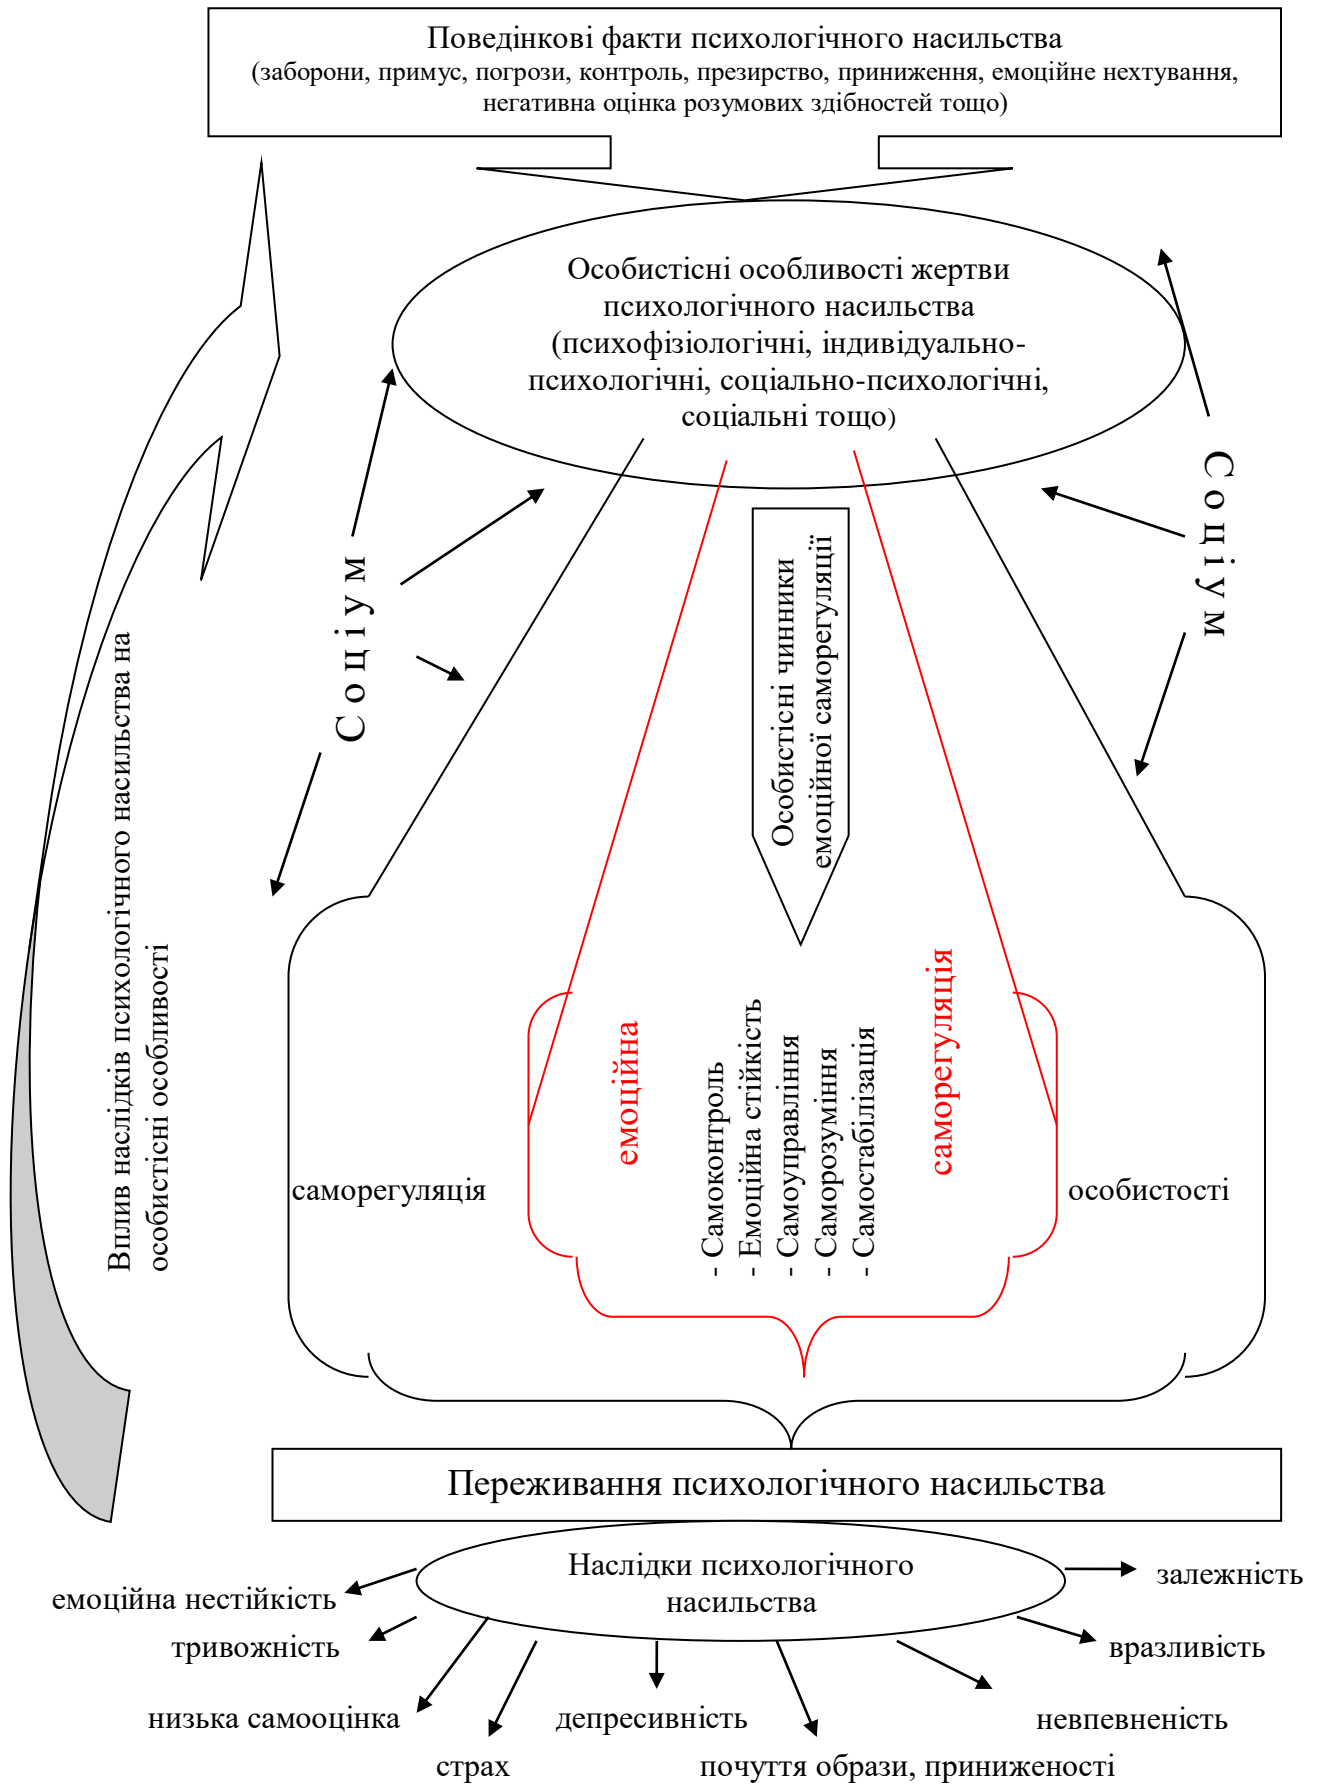 Поведінкові факти психологічного насильства
(заборони, примус, погрози, контроль, презирство, приниження, емоційне нехтування,
негативна оцінка розумових здібностей тощо)
Особистісні особливості жертви
психологічного насильства
(психофізіологічні, індивідуально-
психологічні, соціально-психологічні,
соціальні тощо)
Соціум
Соціум
Особистісні чинники
емоційної саморегуляції
Вплив наслідків психологічного насильства на
особистісні особливості
саморегуляція
емоційна
- Самоконтроль
- Емоційна стійкість
- Самоуправління
- Саморозуміння
- Самостабілізація
саморегуляція
особистості
Переживання психологічного насильства
Наслідки психологічного
насильства
емоційна нестійкість
тривожність
низька самооцінка
страх
депресивність
почуття образи, приниженості
невпевненість
вразливість
залежність